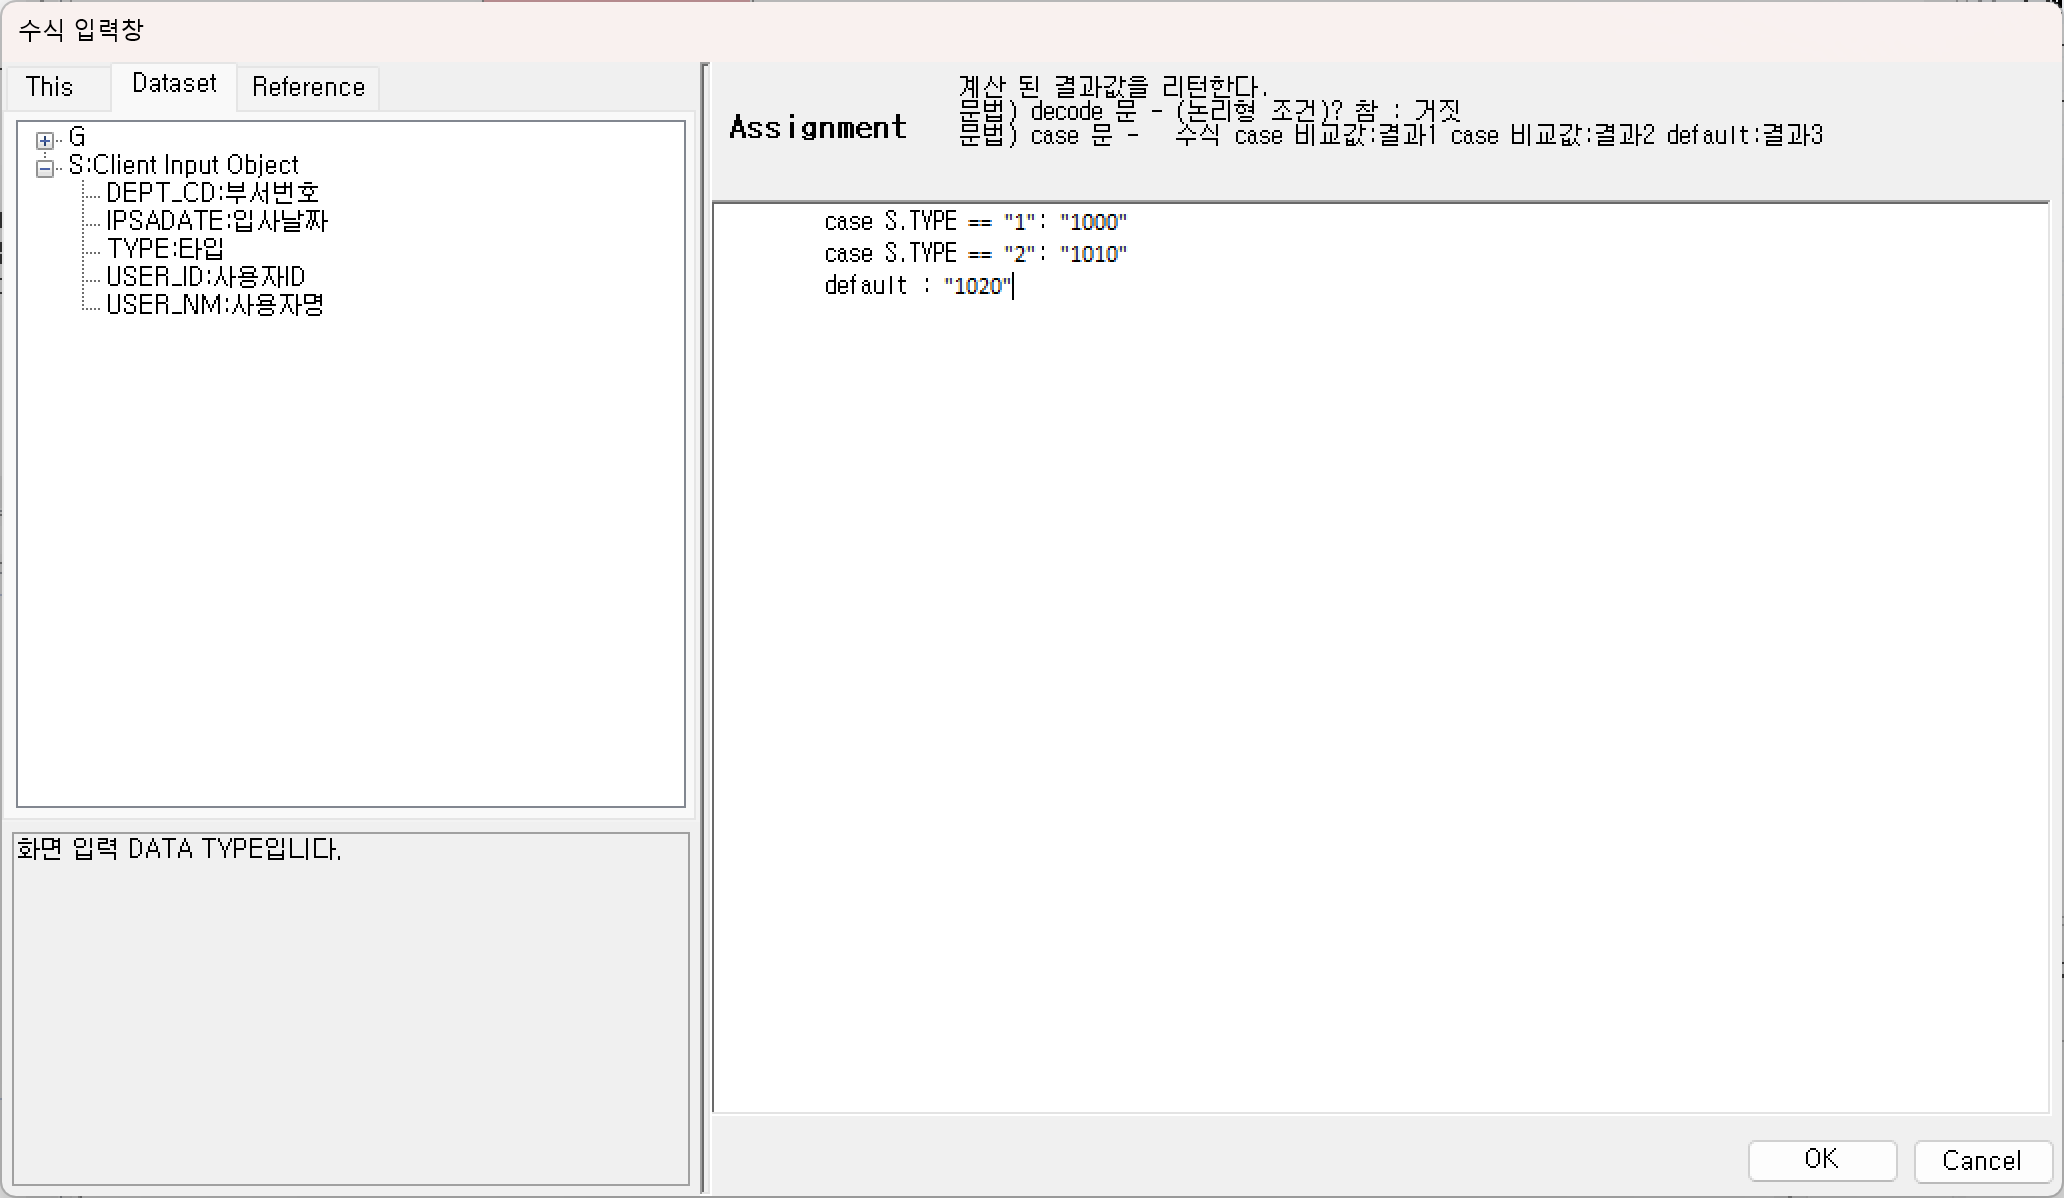 수식 입력창
This
Dataset
Reference
G
S:Client Input Object
DEPT_CD:부서번호
IPSADATE:입사날짜
TYPE:타입
USER_ID:사용자ID
USER_NM:사용자명
화면 입력 DATA TYPE입니다.
Assignment
계산 된 결과값을 리턴한다.
문법) decode 문 - (논리형 조건)? 참 : 거짓
문법) case 문 -   수식 case 비교값:결과1 case 비교값:결과2 default:결과3
case S.TYPE == "1": "1000"
case S.TYPE == "2": "1010"
default : "1020"
OK
Cancel